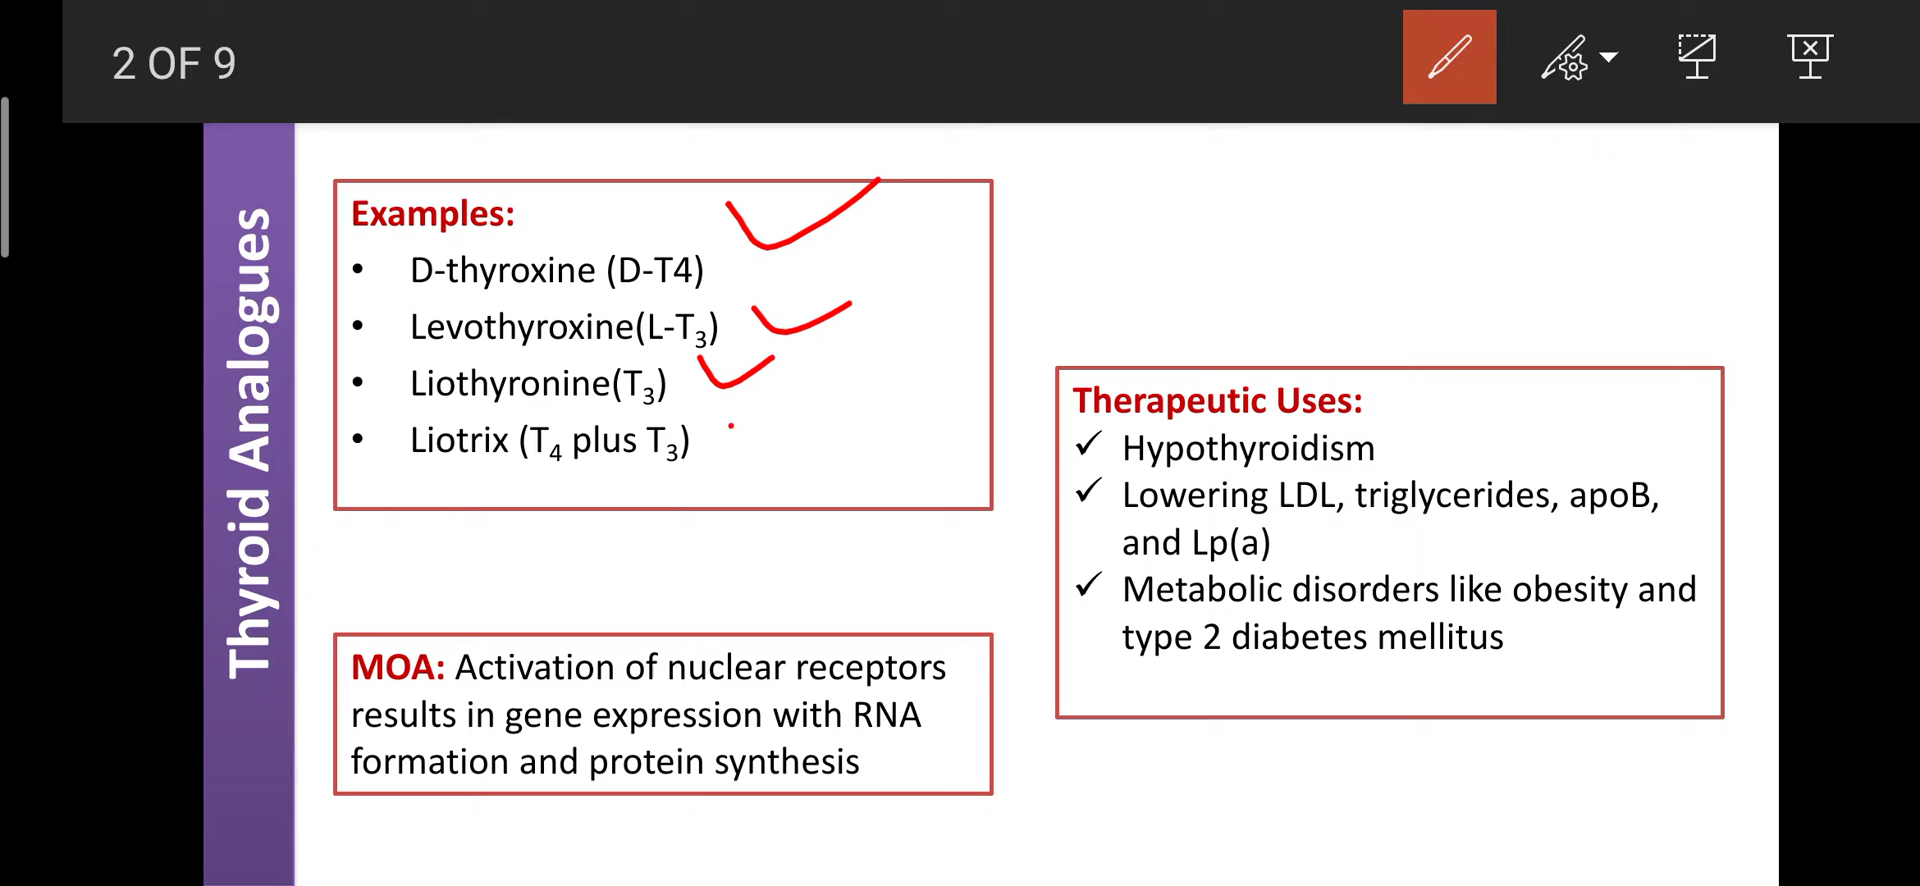 2 OF 9
Thyroid Analogues
Examples:
• D-thyroxine (D-T4)
• Levothyroxine(L-T₃)
• Liothyronine(T₃)
• Liotrix (T₄ plus T₃)
MOA: Activation of nuclear receptors
results in gene expression with RNA
formation and protein synthesis
Therapeutic Uses:
✓ Hypothyroidism
✓ Lowering LDL, triglycerides, apoB,
and Lp(a)
✓ Metabolic disorders like obesity and
type 2 diabetes mellitus